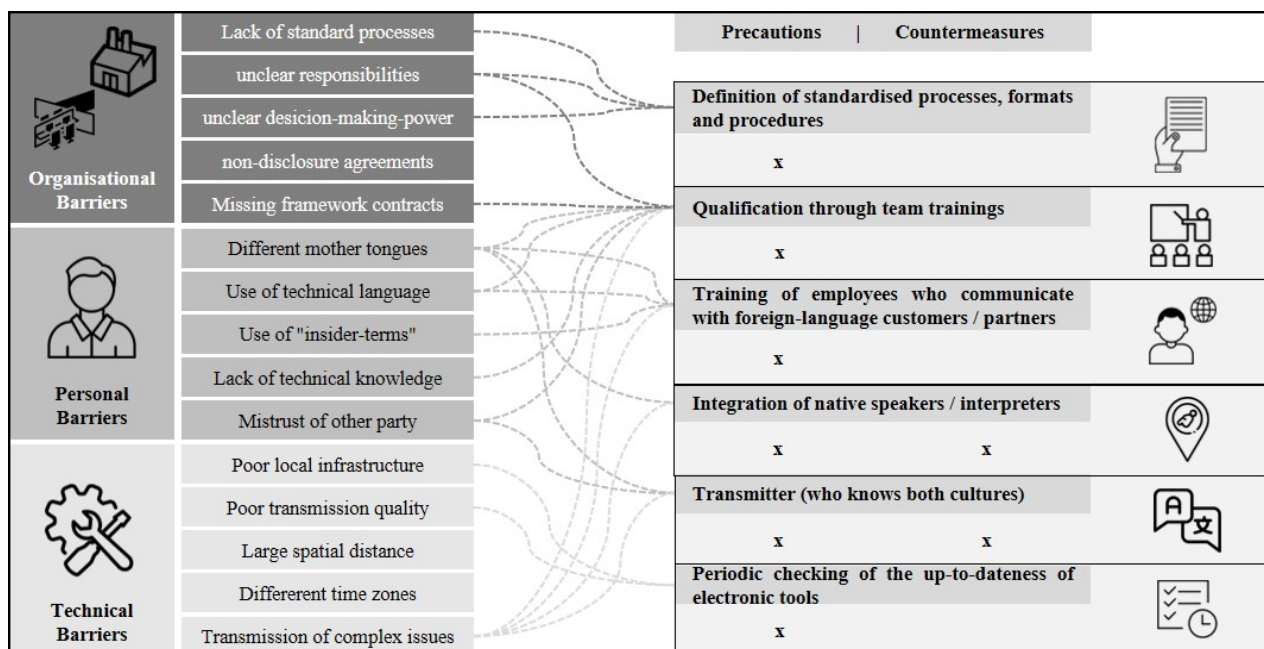 Lack of standard processes
unclear responsibilities
unclear desicion-making-power
non-disclosure agreements
Missing framework contracts
Organisational
Barriers
Different mother tongues
Use of technical language
Use of "insider-terms"
Lack of technical knowledge
Mistrust of other party
Personal
Barriers
Poor local infrastructure
Poor transmission quality
Large spatial distance
Differerent time zones
Transmission of complex issues
Technical
Barriers
Precautions | Countermeasures
Definition of standardised processes, formats
and procedures
x
Qualification through team trainings
x
Training of employees who communicate
with foreign-language customers / partners
x
Integration of native speakers / interpreters
x x
Transmitter (who knows both cultures)
x x
A 文
Periodic checking of the up-to-dateness of
electronic tools
x